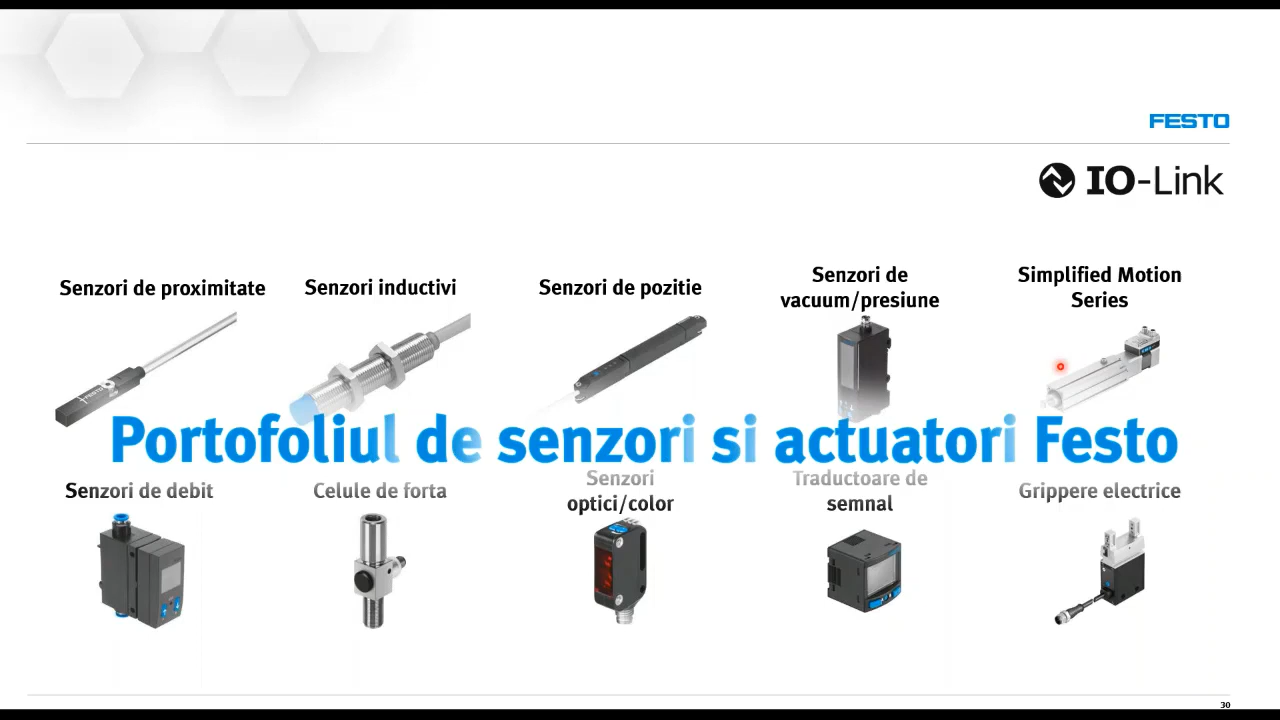 FESTO
IO-Link
Senzori de proximitate
Senzori inductivi
Senzori de pozitie
Senzori de
vacuum/presiune
Simplified Motion
Series
FESTO
Portofoliul de senzori si actuatori Festo
Senzori de debit
Celule de forta
Senzori
optici/color
Traductoare de
semnal
Grippere electrice
30